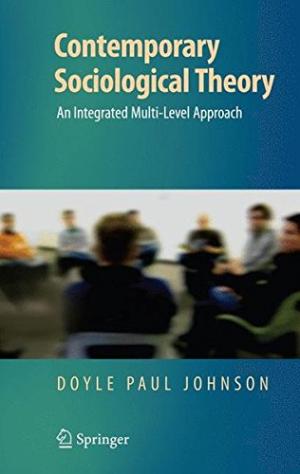 Contemporary
Sociological Theory
An Integrated Multi-Level Approach
DOYLE PAUL JOHNSON
Springer